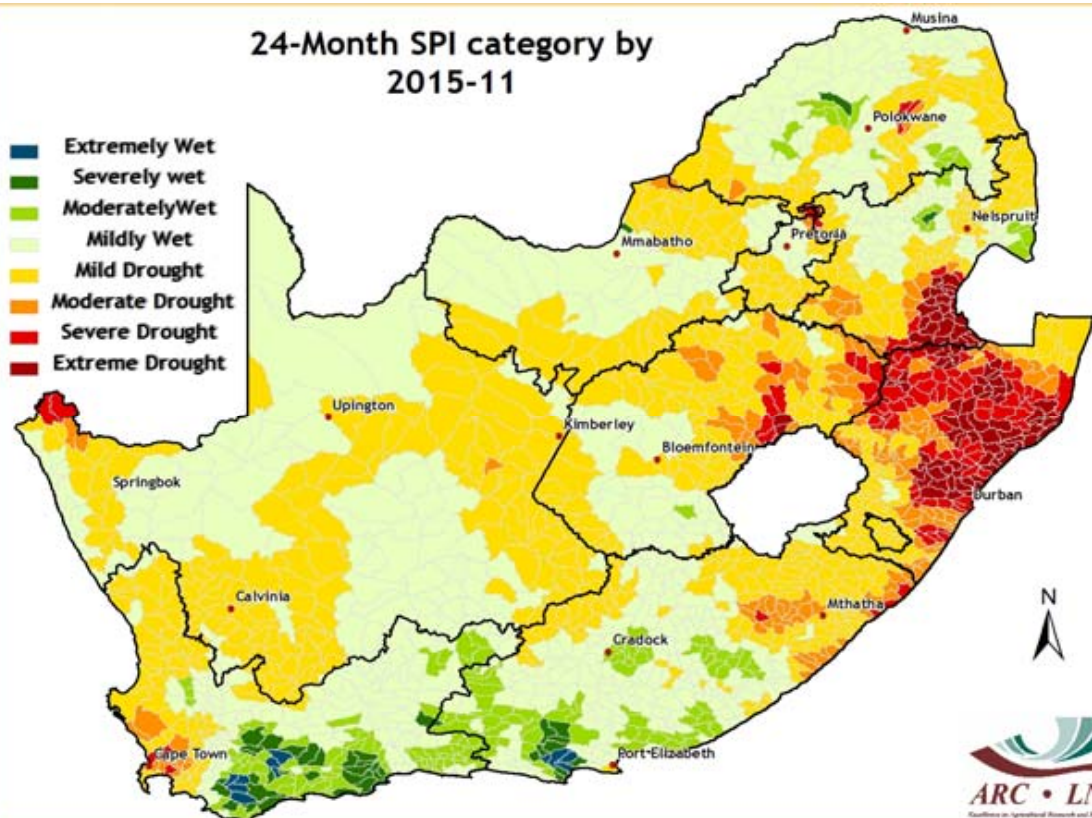 24-Month SPI category by
2015-11
Extremely Wet
Severely wet
ModeratelyWet
Mildly Wet
Mild Drought
Moderate Drought
Severe Drought
Extreme Drought
Musina
Polokwane
Nelspruit
Pretoria
Mmabatho
Upington
Kimberley
Bloemfontein
Springbok
Durban
Calvinia
Mthatha
N
Cradock
Cape Town
Port Elizabeth
ARC • LN